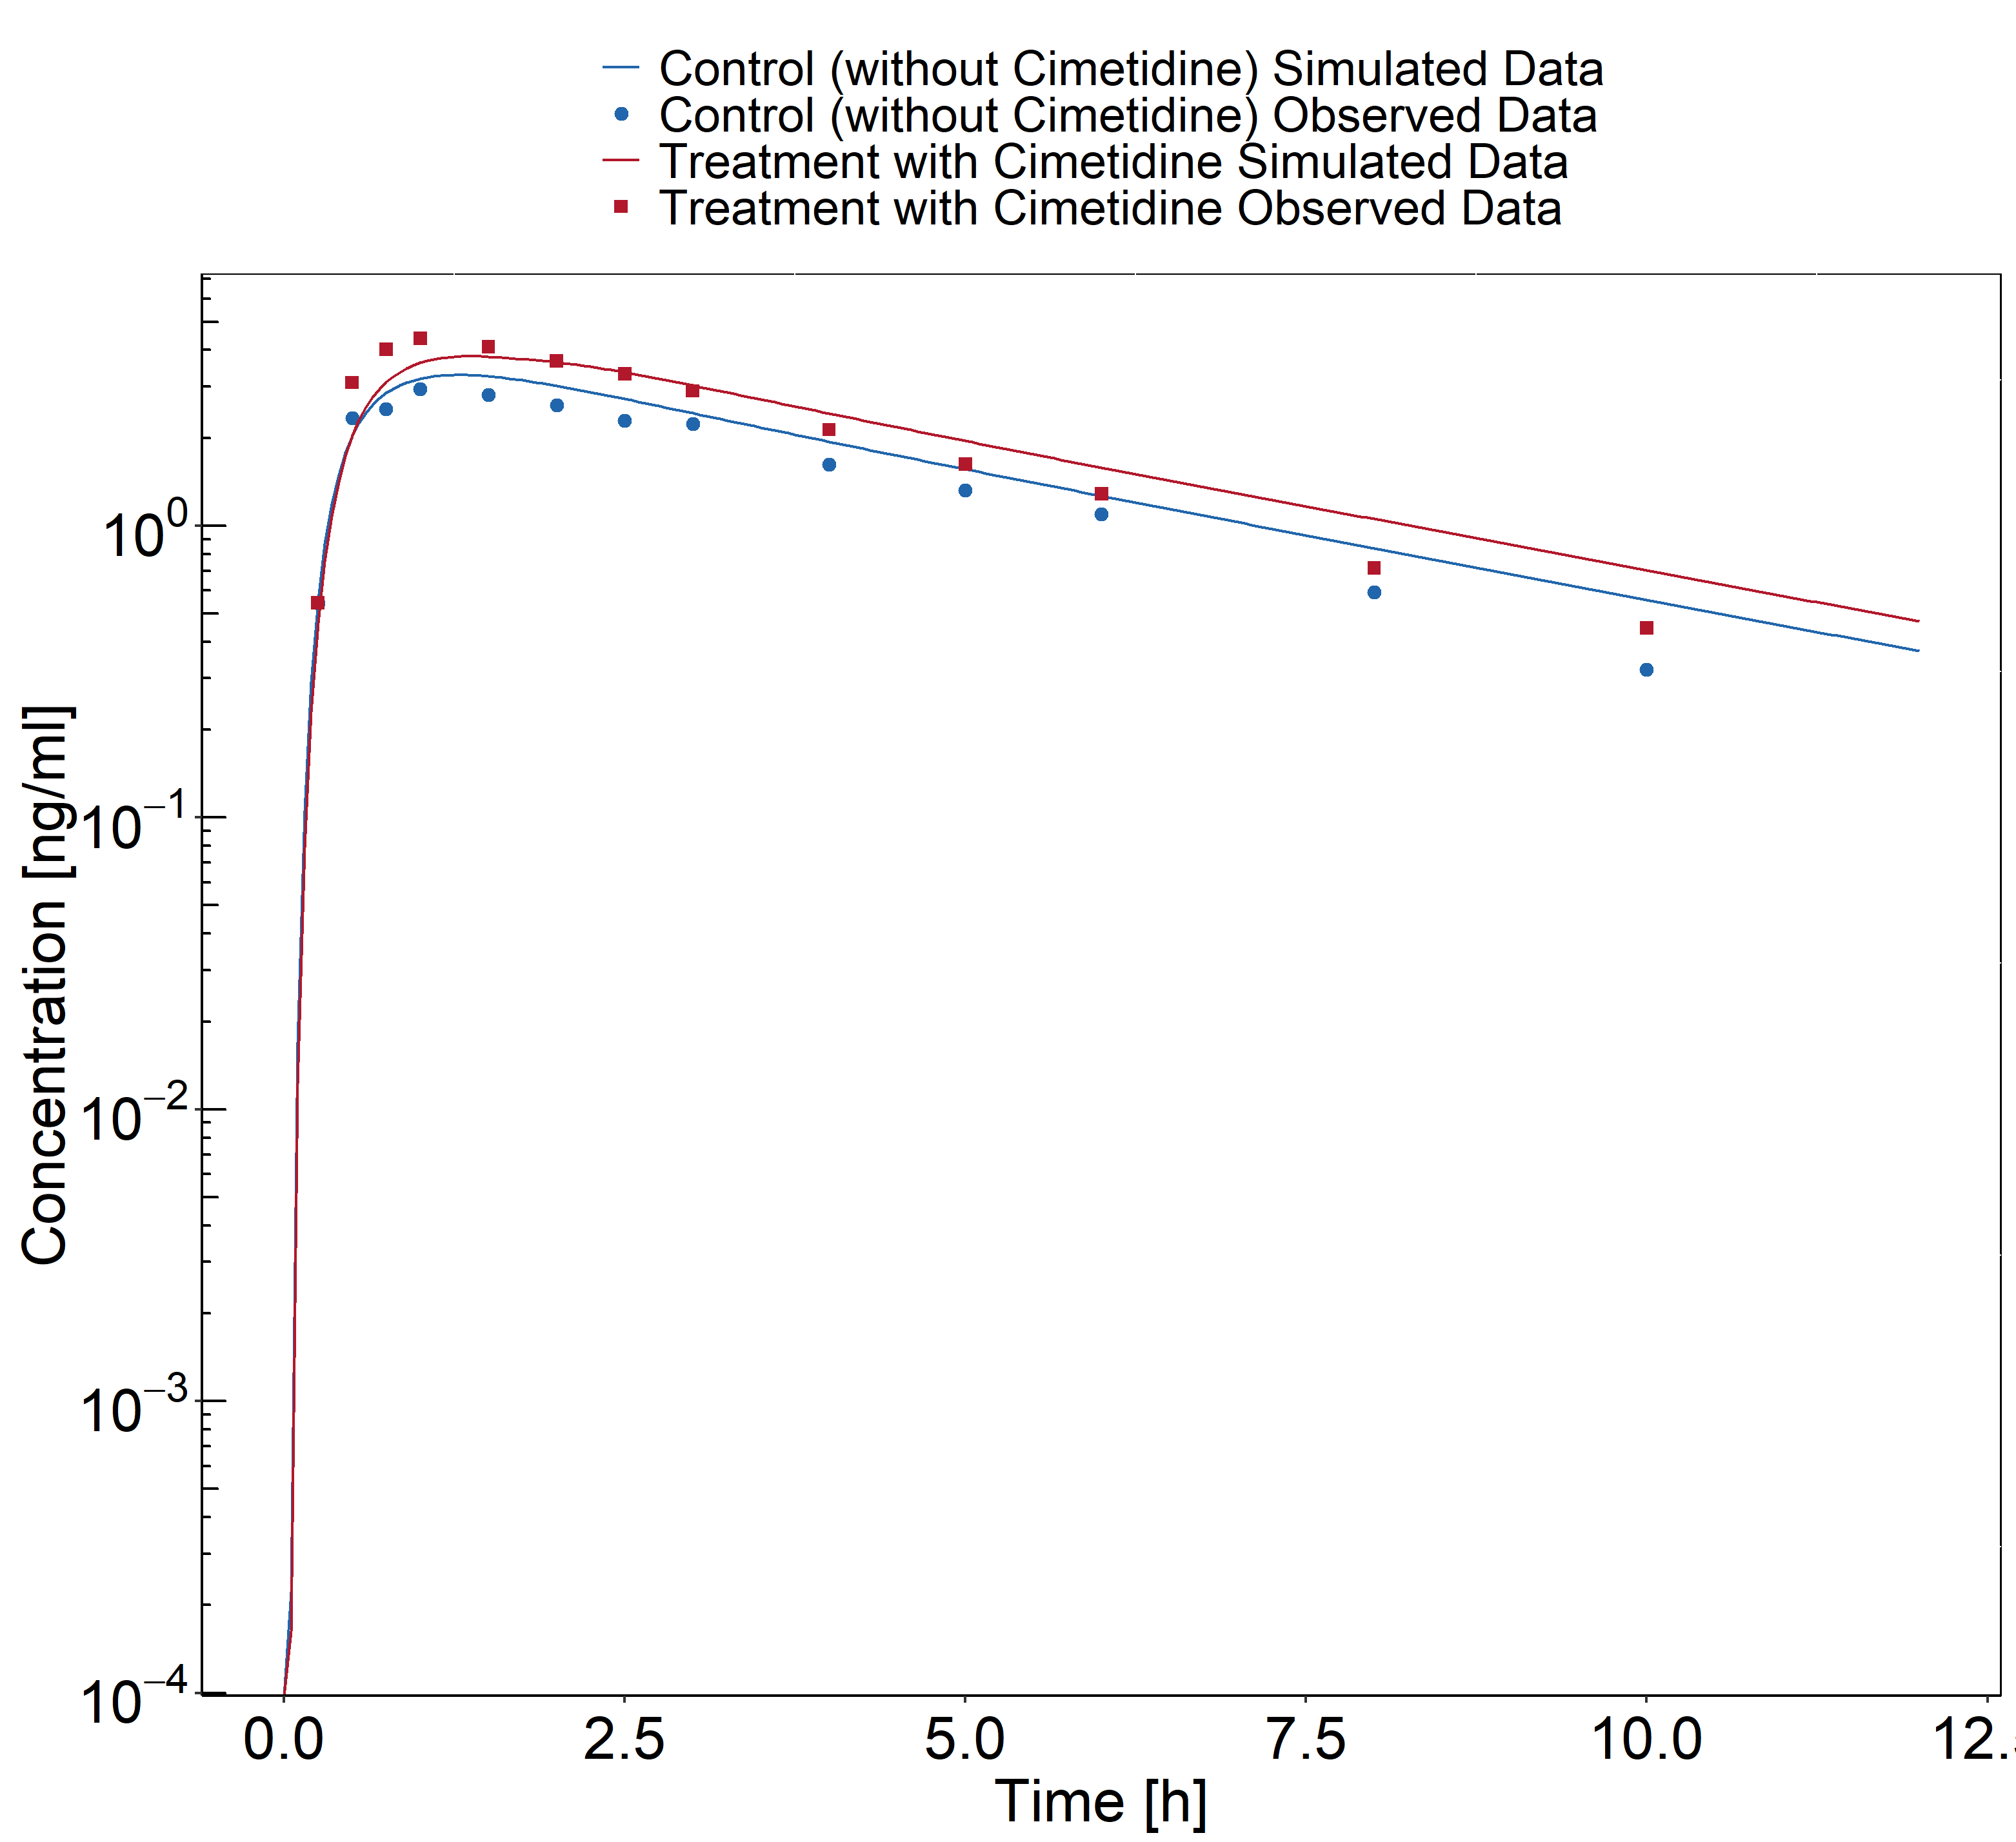 Control (without Cimetidine) Simulated Data
Control (without Cimetidine) Observed Data
Treatment with Cimetidine Simulated Data
Treatment with Cimetidine Observed Data
Concentration [ng/ml]
10⁰
10⁻¹
10⁻²
10⁻³
10⁻⁴
0.0 2.5 5.0 7.5 10.0 12.
Time [h]